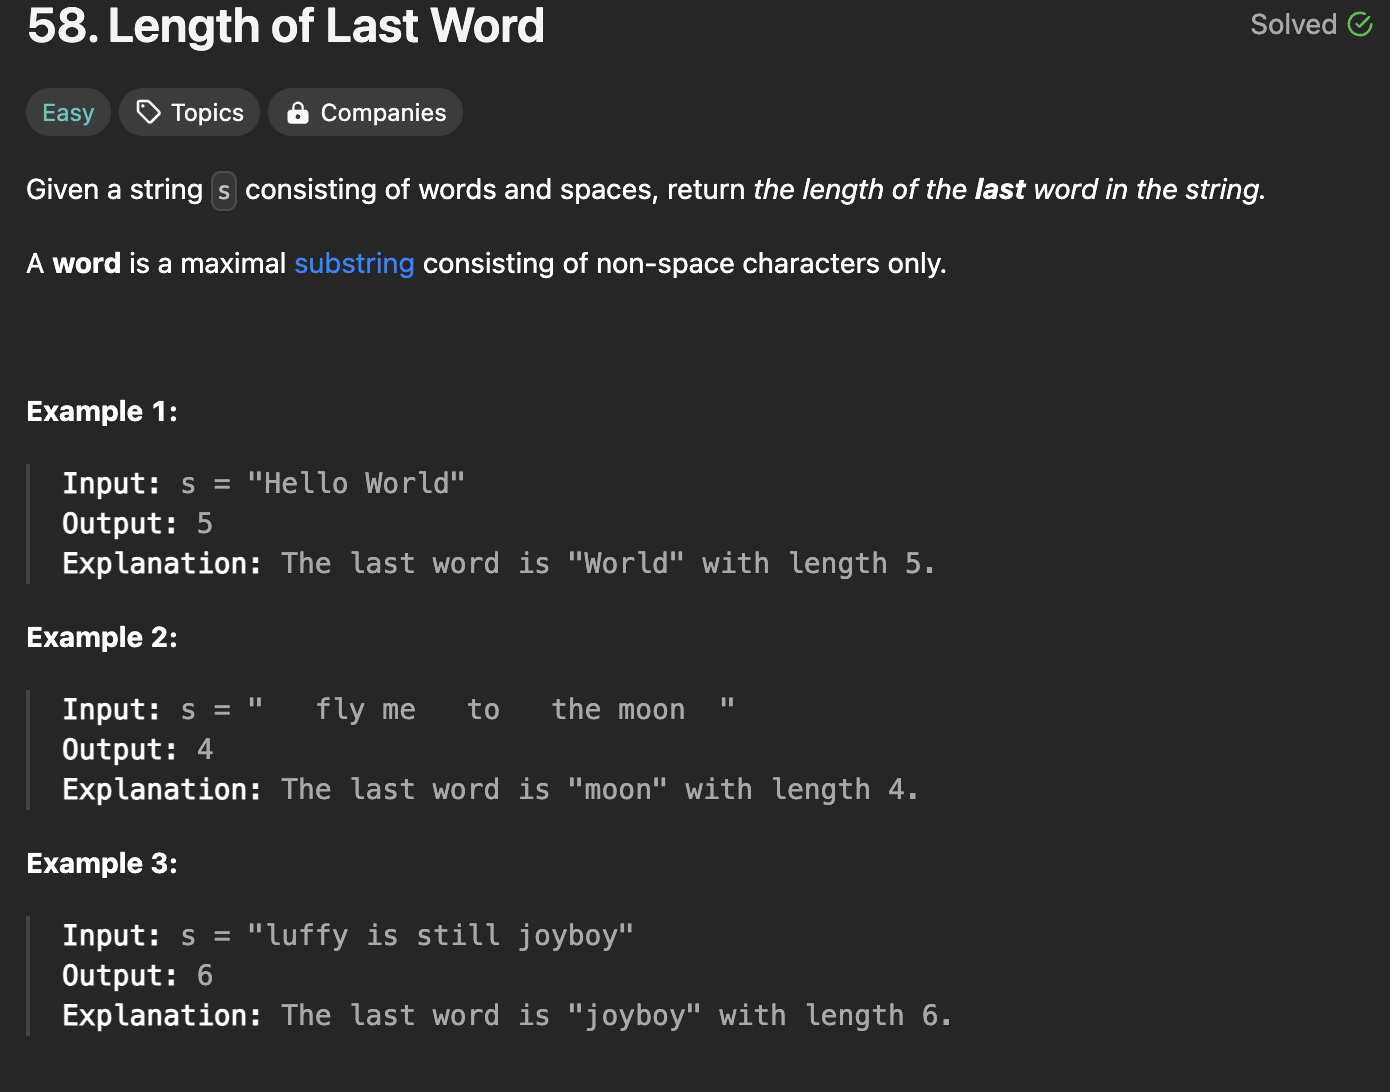 58. Length of Last Word
Solved
Easy
Topics
Companies
Given a string s consisting of words and spaces, return the length of the last word in the string.
A word is a maximal substring consisting of non-space characters only.
Example 1:
Input: s = "Hello World"
Output: 5
Explanation: The last word is "World" with length 5.
Example 2:
Input: s = "   fly me   to   the moon  "
Output: 4
Explanation: The last word is "moon" with length 4.
Example 3:
Input: s = "luffy is still joyboy"
Output: 6
Explanation: The last word is "joyboy" with length 6.